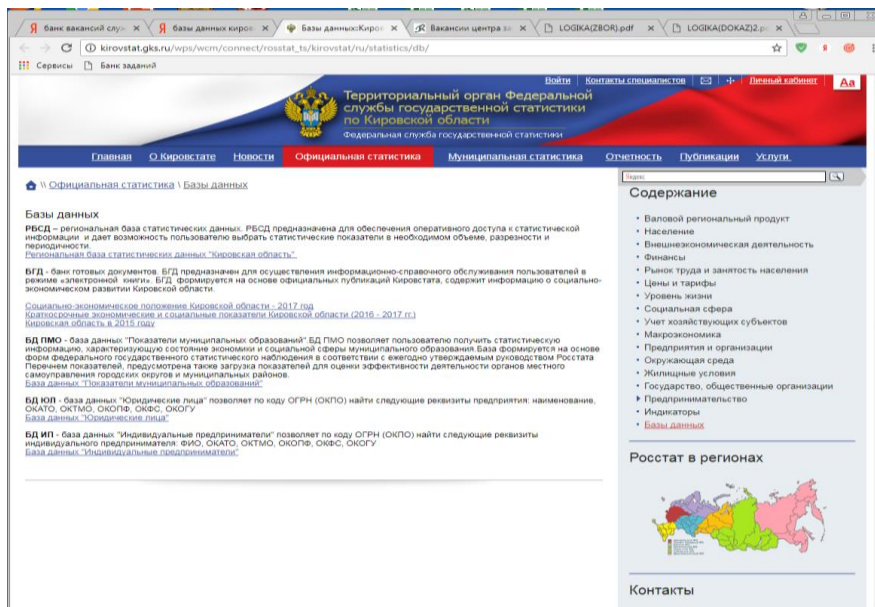 банк вакансий служ
базы данных киров
Базы данных:Киров
Вакансии центра за
LOGIKA(ZBOR).pdf
LOGIKA(DOKAZ)2.pd
kirovstat.gks.ru/wps/wcm/connect/rosstat_ts/kirovstat/ru/statistics/db/
Сервисы
Банк заданий
Войти
Контакты специалистов
Личный кабинет
Aa
Территориальный орган Федеральной
службы государственной статистики
по Кировской области
Федеральная служба государственной статистики
Главная
О Кировстате
Новости
Официальная статистика
Муниципальная статистика
Отчетность
Публикации
Услуги
\\ Официальная статистика \ Базы данных
Базы данных
РБСД – региональная база статистических данных. РБСД предназначена для обеспечения оперативного доступа к статистической
информации и дает возможность пользователю выбрать статистические показатели в необходимом объеме, разрезности и
периодичности.
Региональная база статистических данных "Кировская область"
БГД - банк готовых документов. БГД предназначен для осуществления информационно-справочного обслуживания пользователей в
режиме «электронной книги». БГД формируется на основе официальных публикаций Кировстата, содержит информацию о социально-
экономическом развитии Кировской области.
Социально-экономическое положение Кировской области - 2017 год
Краткосрочные экономические и социальные показатели Кировской области (2016 - 2017 гг.)
Кировская область в 2015 году
БД ПМО - база данных "Показатели муниципальных образований".БД ПМО позволяет пользователю получить статистическую
информацию, характеризующую состояние экономики и социальной сферы муниципального образования.База формируется на основе
форм федерального государственного статистического наблюдения в соответствии с ежегодно утверждаемым руководством Росстата
Перечнем показателей, предусмотрена также загрузка показателей для оценки эффективности деятельности органов местного
самоуправления городских округов и муниципальных районов.
База данных "Показатели муниципальных образований"
БД ЮЛ - база данных "Юридические лица" позволяет по коду ОГРН (ОКПО) найти следующие реквизиты предприятия: наименование,
ОКАТО, ОКТМО, ОКОПФ, ОКФС, ОКОГУ
База данных "Юридические лица"
БД ИП - база данных "Индивидуальные предприниматели" позволяет по коду ОГРН (ОКПО) найти следующие реквизиты
индивидуального предпринимателя: ФИО, ОКАТО, ОКТМО, ОКОПФ, ОКФС, ОКОГУ
База данных "Индивидуальные предприниматели"
Яндекс
Содержание
Валовой региональный продукт
Население
Внешнеэкономическая деятельность
Финансы
Рынок труда и занятость населения
Цены и тарифы
Уровень жизни
Социальная сфера
Учет хозяйствующих субъектов
Макроэкономика
Предприятия и организации
Окружающая среда
Жилищные условия
Государство, общественные организации
Предпринимательство
Индикаторы
Базы данных
Росстат в регионах
Контакты